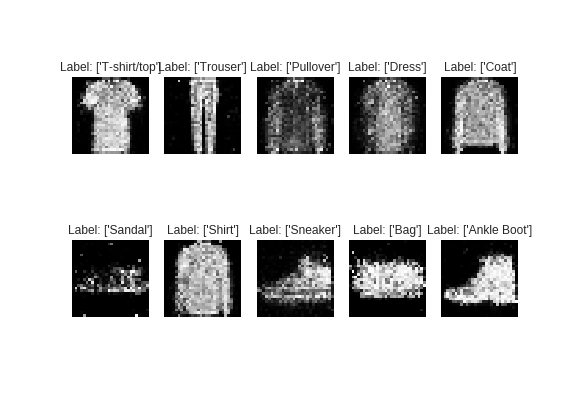 Label: ['T-shirt/top'] Label: ['Trouser'] Label: ['Pullover'] Label: ['Dress'] Label: ['Coat']
Label: ['Sandal'] Label: ['Shirt'] Label: ['Sneaker'] Label: ['Bag'] Label: ['Ankle Boot']